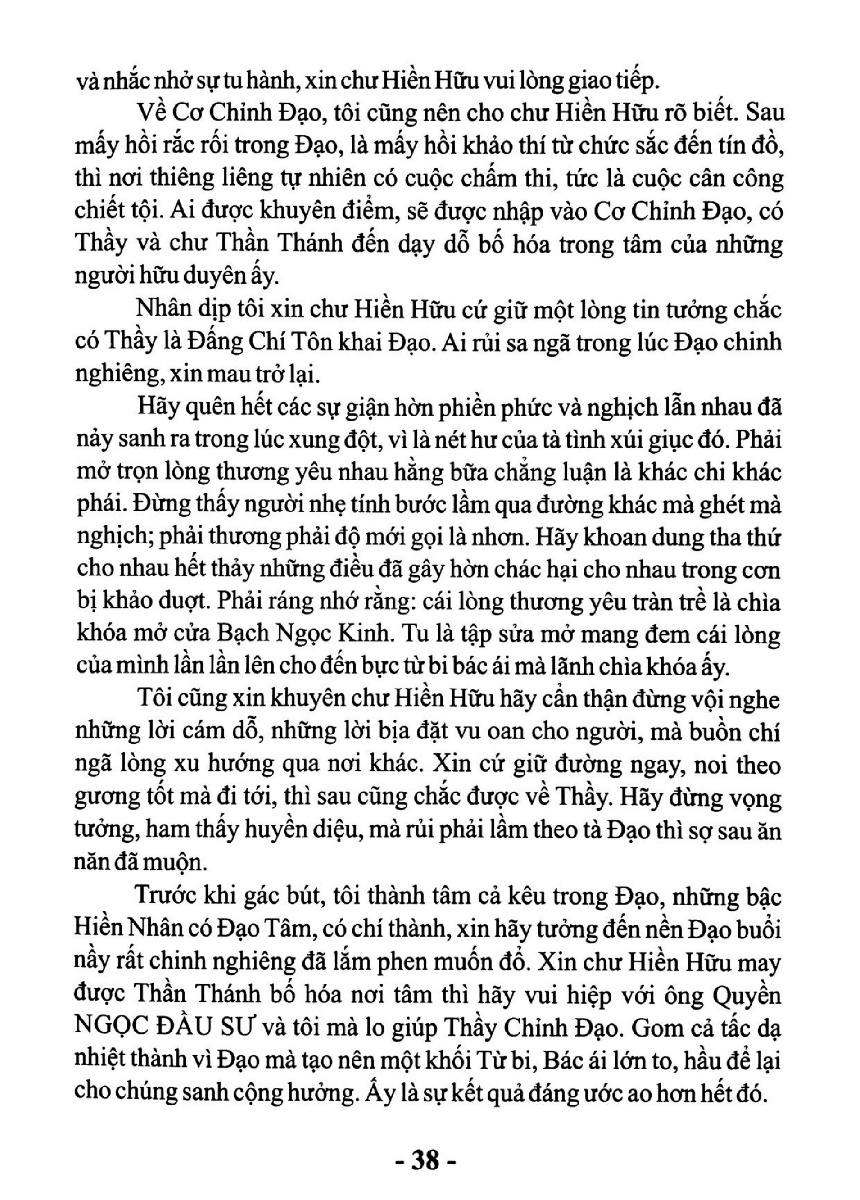 và nhắc nhở sự tu hành, xin chư Hiền Hữu vui lòng giao tiếp.
Về Cơ Chỉnh Đạo, tôi cũng nên cho chư Hiền Hữu rõ biết. Sau
mấy hồi rắc rối trong Đạo, là mấy hồi khảo thí từ chức sắc đến tín đồ,
thì nơi thiêng liêng tự nhiên có cuộc chấm thi, tức là cuộc cân công
chiết tội. Ai được khuyên điểm, sẽ được nhập vào Cơ Chỉnh Đạo, có
Thầy và chư Thần Thánh đến dạy dỗ bố hóa trong tâm của những
người hữu duyên ấy.
Nhân dịp tôi xin chư Hiền Hữu cứ giữ một lòng tin tưởng chắc
có Thầy là Đấng Chí Tôn khai Đạo. Ai rủi sa ngã trong lúc Đạo chinh
nghiêng, xin mau trở lại.
Hãy quên hết các sự giận hờn phiền phức và nghịch lẫn nhau đã
nảy sanh ra trong lúc xung đột, vì là nét hư của tà tình xúi giục đó. Phải
mở trọn lòng thương yêu nhau hằng bữa chẳng luận là khác chi khác
phái. Đừng thấy người nhẹ tính bước lầm qua đường khác mà ghét mà
nghịch; phải thương phải độ mới gọi là nhơn. Hãy khoan dung tha thứ
cho nhau hết thảy những điều đã gây hờn chác hại cho nhau trong cơn
bị khảo duợt. Phải ráng nhớ rằng: cái lòng thương yêu tràn trề là chìa
khóa mở cửa Bạch Ngọc Kinh. Tu là tập sửa mở mang đem cái lòng
của mình lần lần lên cho đến bực từ bi bác ái mà lãnh chìa khóa ấy.
Tôi cũng xin khuyên chư Hiền Hữu hãy cẩn thận đừng vội nghe
những lời cám dỗ, những lời bịa đặt vu oan cho người, mà buồn chí
ngã lòng xu hướng qua nơi khác. Xin cứ giữ đường ngay, noi theo
gương tốt mà đi tới, thì sau cũng chắc được về Thầy. Hãy đừng vọng
tưởng, ham thấy huyền diệu, mà rủi phải lầm theo tà Đạo thì sợ sau ăn
năn đã muộn.
Trước khi gác bút, tôi thành tâm cả kêu trong Đạo, những bậc
Hiền Nhân có Đạo Tâm, có chí thành, xin hãy tưởng đến nền Đạo buổi
nầy rất chinh nghiêng đã lắm phen muốn đổ. Xin chư Hiền Hữu may
được Thần Thánh bố hóa nơi tâm thì hãy vui hiệp với ông Quyền
NGỌC ĐẦU SƯ và tôi mà lo giúp Thầy Chỉnh Đạo. Gom cả tấc dạ
nhiệt thành vì Đạo mà tạo nên một khối Từ bi, Bác ái lớn to, hầu để lại
cho chúng sanh cộng hưởng. Ấy là sự kết quả đáng ước ao hơn hết đó.
- 38 -